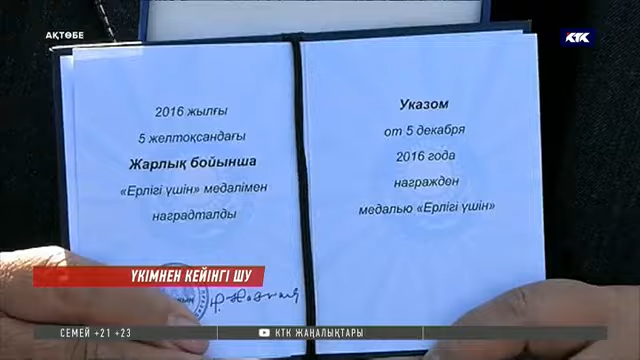 АҚТӨБЕ
КТК
2016 жылғы
5 желтоқсандағы
Жарлық бойынша
«Ерлігі үшін» медалімен
наградталды
Указом
от 5 декабря
2016 года
награжден
медалью «Ерлігі үшін»
ҮКІМНЕН КЕЙІНГІ ШУ
СЕМЕЙ +21 +23
КТК ЖАҢАЛЫҚТАРЫ